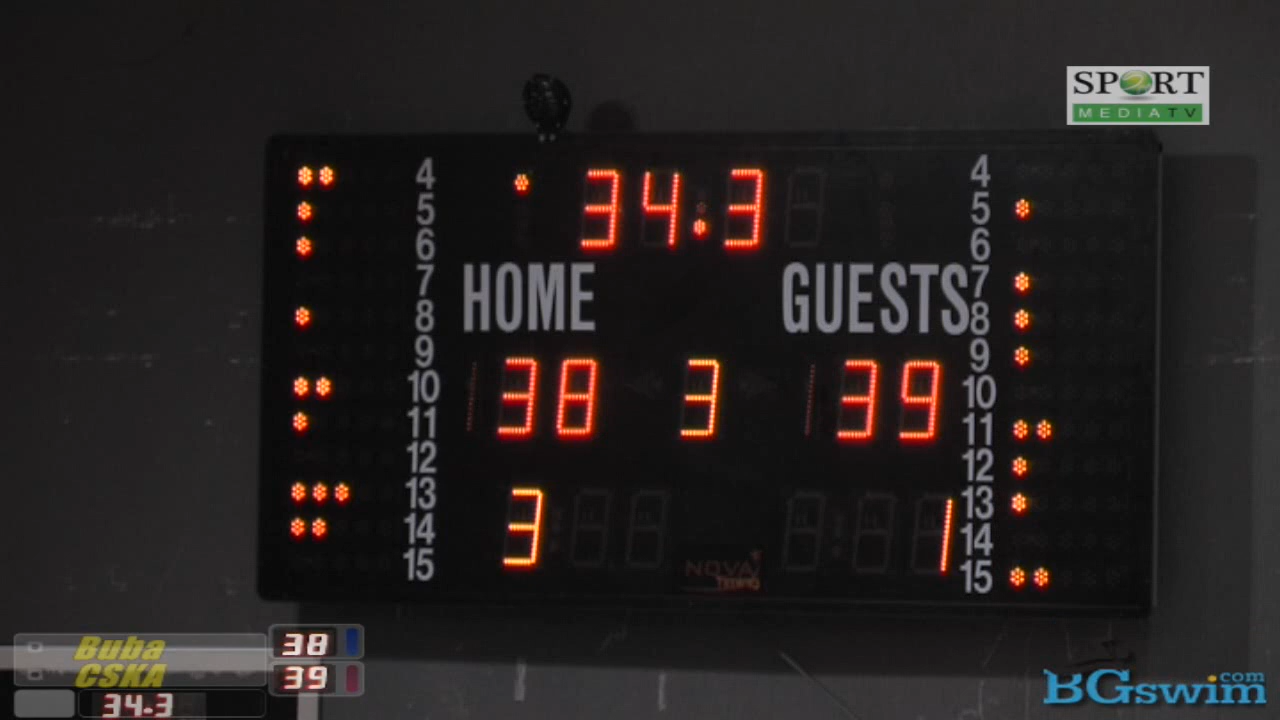 SPORT
MEDIATV
4 34.3 4
5 5
6 6
7 HOME GUESTS 7
8 8
9 9
10 38 3 39 10
11 11
12 12
13 3 1 13
14 14
15 15
NOVA
Timing
Buba 38
CSKA 39
34.3
BGswim.com